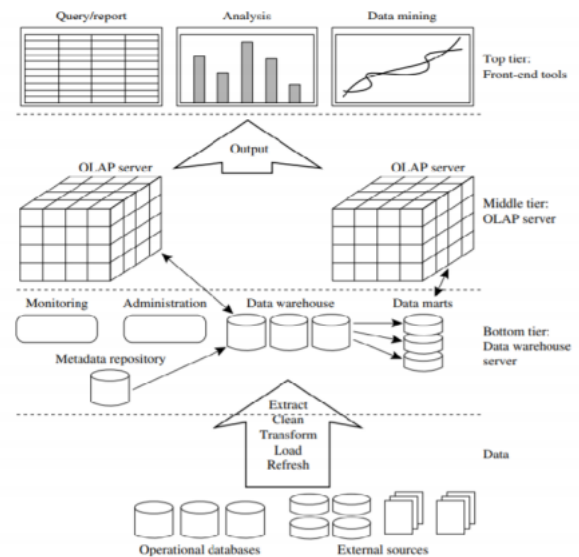 Query/report
Analysis
Data mining
Top tier:
Front-end tools
Output
OLAP server
OLAP server
Middle tier:
OLAP server
Monitoring
Administration
Data warehouse
Data marts
Bottom tier:
Data warehouse
server
Metadata repository
Extract
Clean
Transform
Load
Refresh
Data
Operational databases
External sources